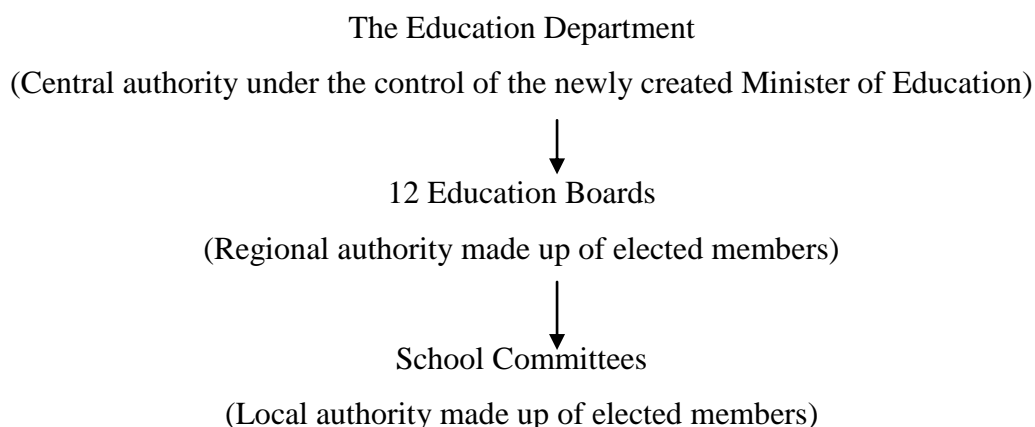 The Education Department
(Central authority under the control of the newly created Minister of Education)
12 Education Boards
(Regional authority made up of elected members)
School Committees
(Local authority made up of elected members)